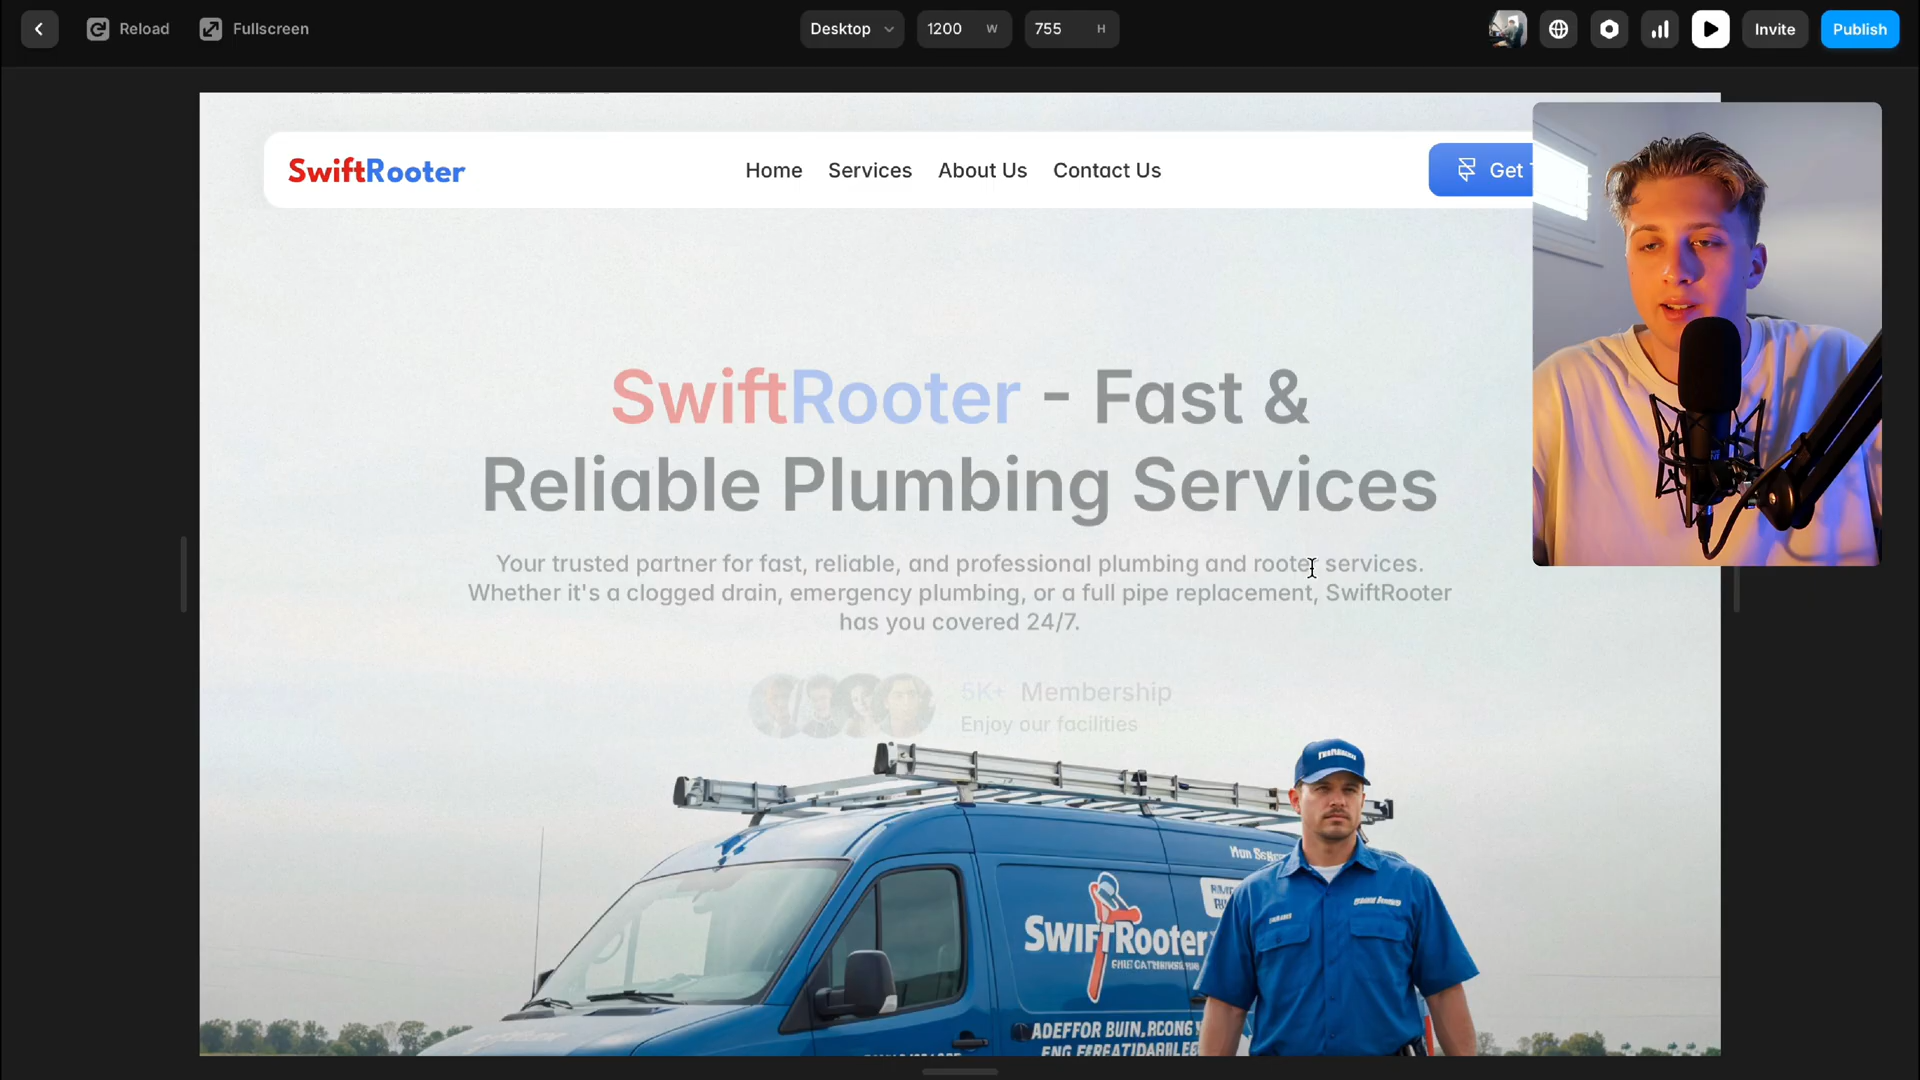 Reload
Fullscreen
Desktop
1200 W
755 H
Invite
Publish
SwiftRooter
Home
Services
About Us
Contact Us
Get
SwiftRooter - Fast &
Reliable Plumbing Services
Your trusted partner for fast, reliable, and professional plumbing and rooter services.
Whether it's a clogged drain, emergency plumbing, or a full pipe replacement, SwiftRooter
has you covered 24/7.
5K+ Membership
Enjoy our facilities
SWIFTRooter
ADEFFOR BUIN,